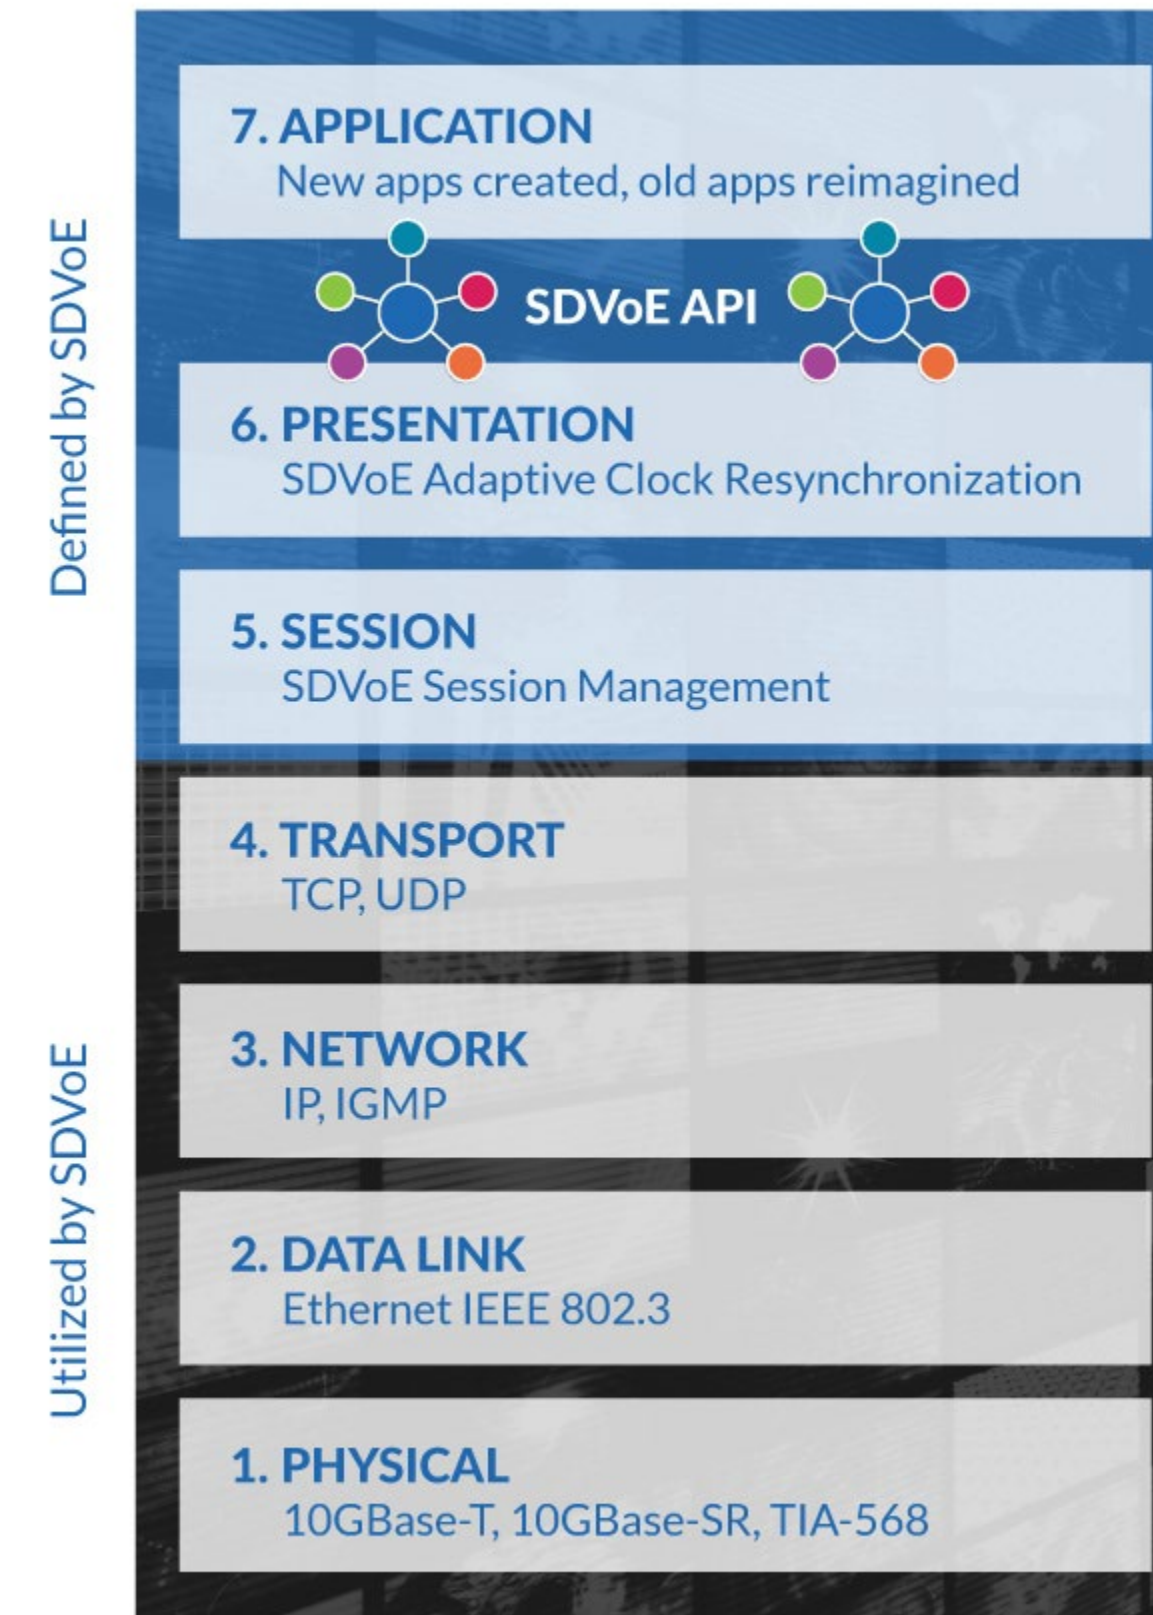 Defined by SDVoE
7. APPLICATION
New apps created, old apps reimagined
SDVoE API
6. PRESENTATION
SDVoE Adaptive Clock Resynchronization
5. SESSION
SDVoE Session Management
Utilized by SDVoE
4. TRANSPORT
TCP, UDP
3. NETWORK
IP, IGMP
2. DATA LINK
Ethernet IEEE 802.3
1. PHYSICAL
10GBase-T, 10GBase-SR, TIA-568